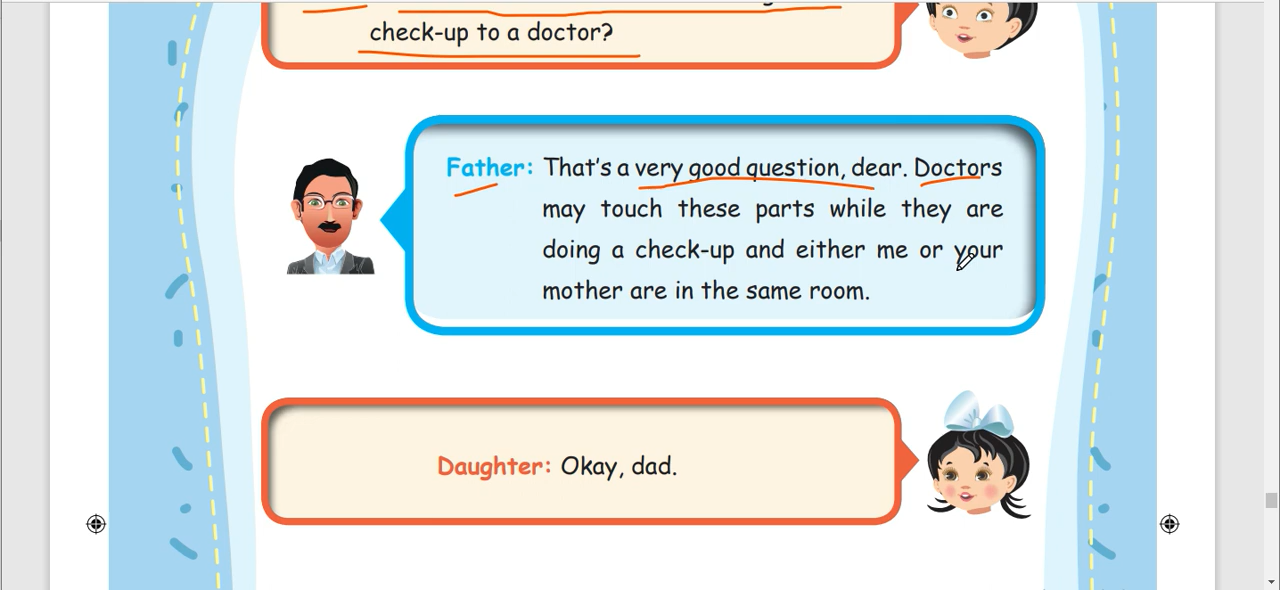 check-up to a doctor?
Father: That's a very good question, dear. Doctors
may touch these parts while they are
doing a check-up and either me or your
mother are in the same room.
Daughter: Okay, dad.